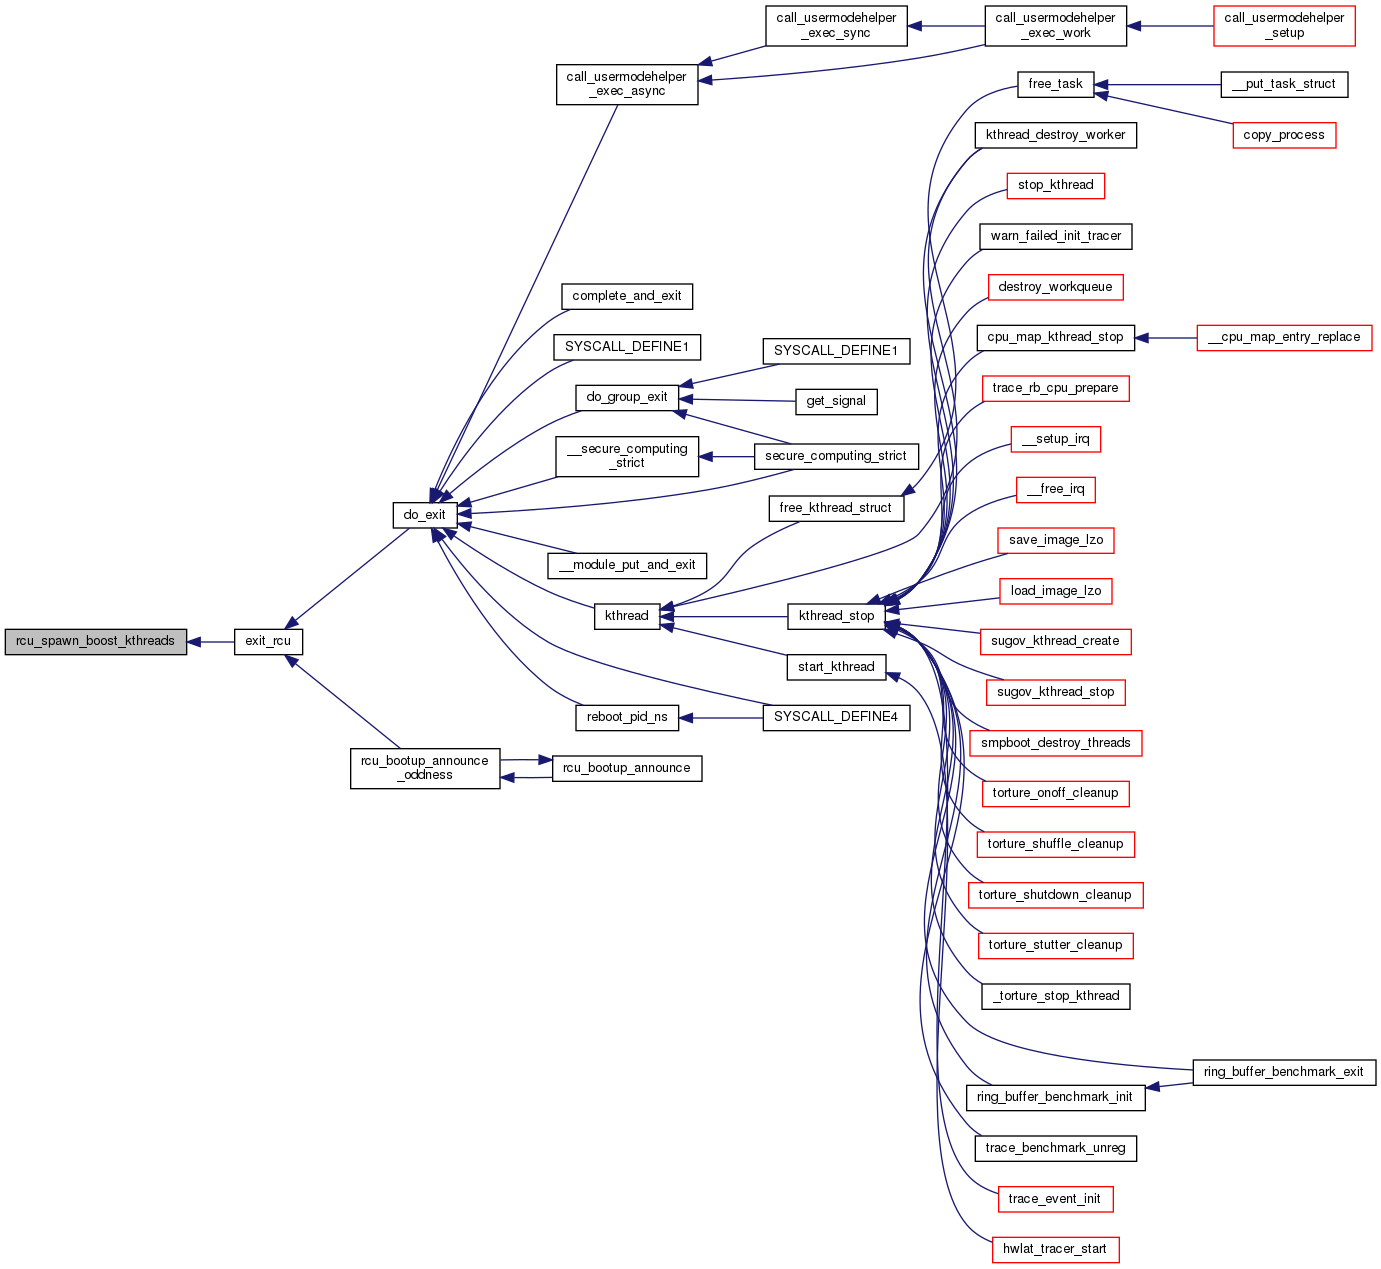 call_usermodehelper
_exec_sync
call_usermodehelper
_exec_work
call_usermodehelper
_setup
call_usermodehelper
_exec_async
free_task
__put_task_struct
copy_process
kthread_destroy_worker
stop_kthread
warn_failed_init_tracer
destroy_workqueue
complete_and_exit
cpu_map_kthread_stop
__cpu_map_entry_replace
SYSCALL_DEFINE1
SYSCALL_DEFINE1
trace_rb_cpu_prepare
do_group_exit
get_signal
__setup_irq
__secure_computing
_strict
secure_computing_strict
__free_irq
free_kthread_struct
do_exit
save_image_lzo
__module_put_and_exit
load_image_lzo
kthread
kthread_stop
rcu_spawn_boost_kthreads
exit_rcu
sugov_kthread_create
start_kthread
sugov_kthread_stop
reboot_pid_ns
SYSCALL_DEFINE4
smpboot_destroy_threads
rcu_bootup_announce
_oddness
rcu_bootup_announce
torture_onoff_cleanup
torture_shuffle_cleanup
torture_shutdown_cleanup
torture_stutter_cleanup
_torture_stop_kthread
ring_buffer_benchmark_exit
ring_buffer_benchmark_init
trace_benchmark_unreg
trace_event_init
hwlat_tracer_start